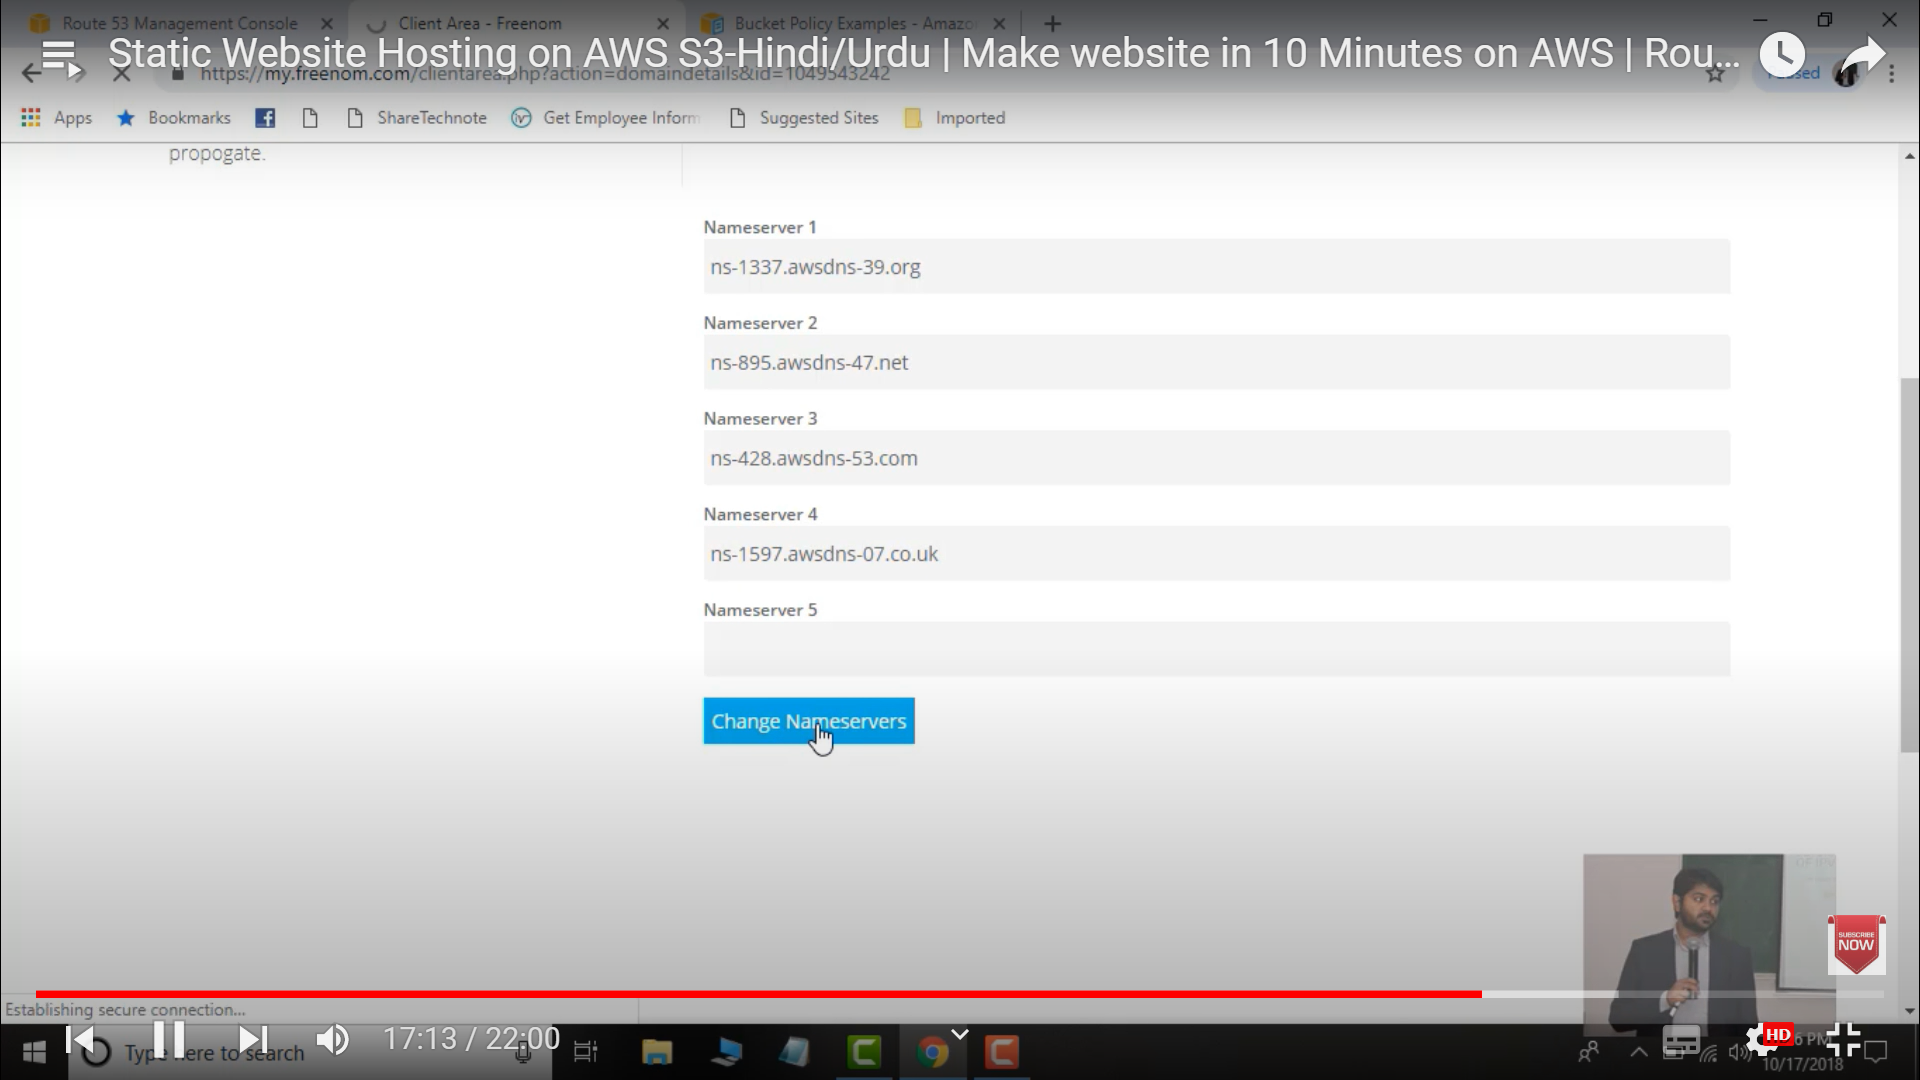 Route 53 Management Console
Client Area - Freenom
Bucket Policy Examples - Amazo
Static Website Hosting on AWS S3-Hindi/Urdu | Make website in 10 Minutes on AWS | Rou...
https://my.freenom.com/clientarea.php?action=domaindetails&id=1049543242
Apps
Bookmarks
ShareTechnote
Get Employee Inform
Suggested Sites
Imported
propogate.
Nameserver 1
ns-1337.awsdns-39.org
Nameserver 2
ns-895.awsdns-47.net
Nameserver 3
ns-428.awsdns-53.com
Nameserver 4
ns-1597.awsdns-07.co.uk
Nameserver 5
Change Nameservers
SUBSCRIBE
NOW
Establishing secure connection...
17:13 / 22:00
Type here to search
HD
6 PM
10/17/2018